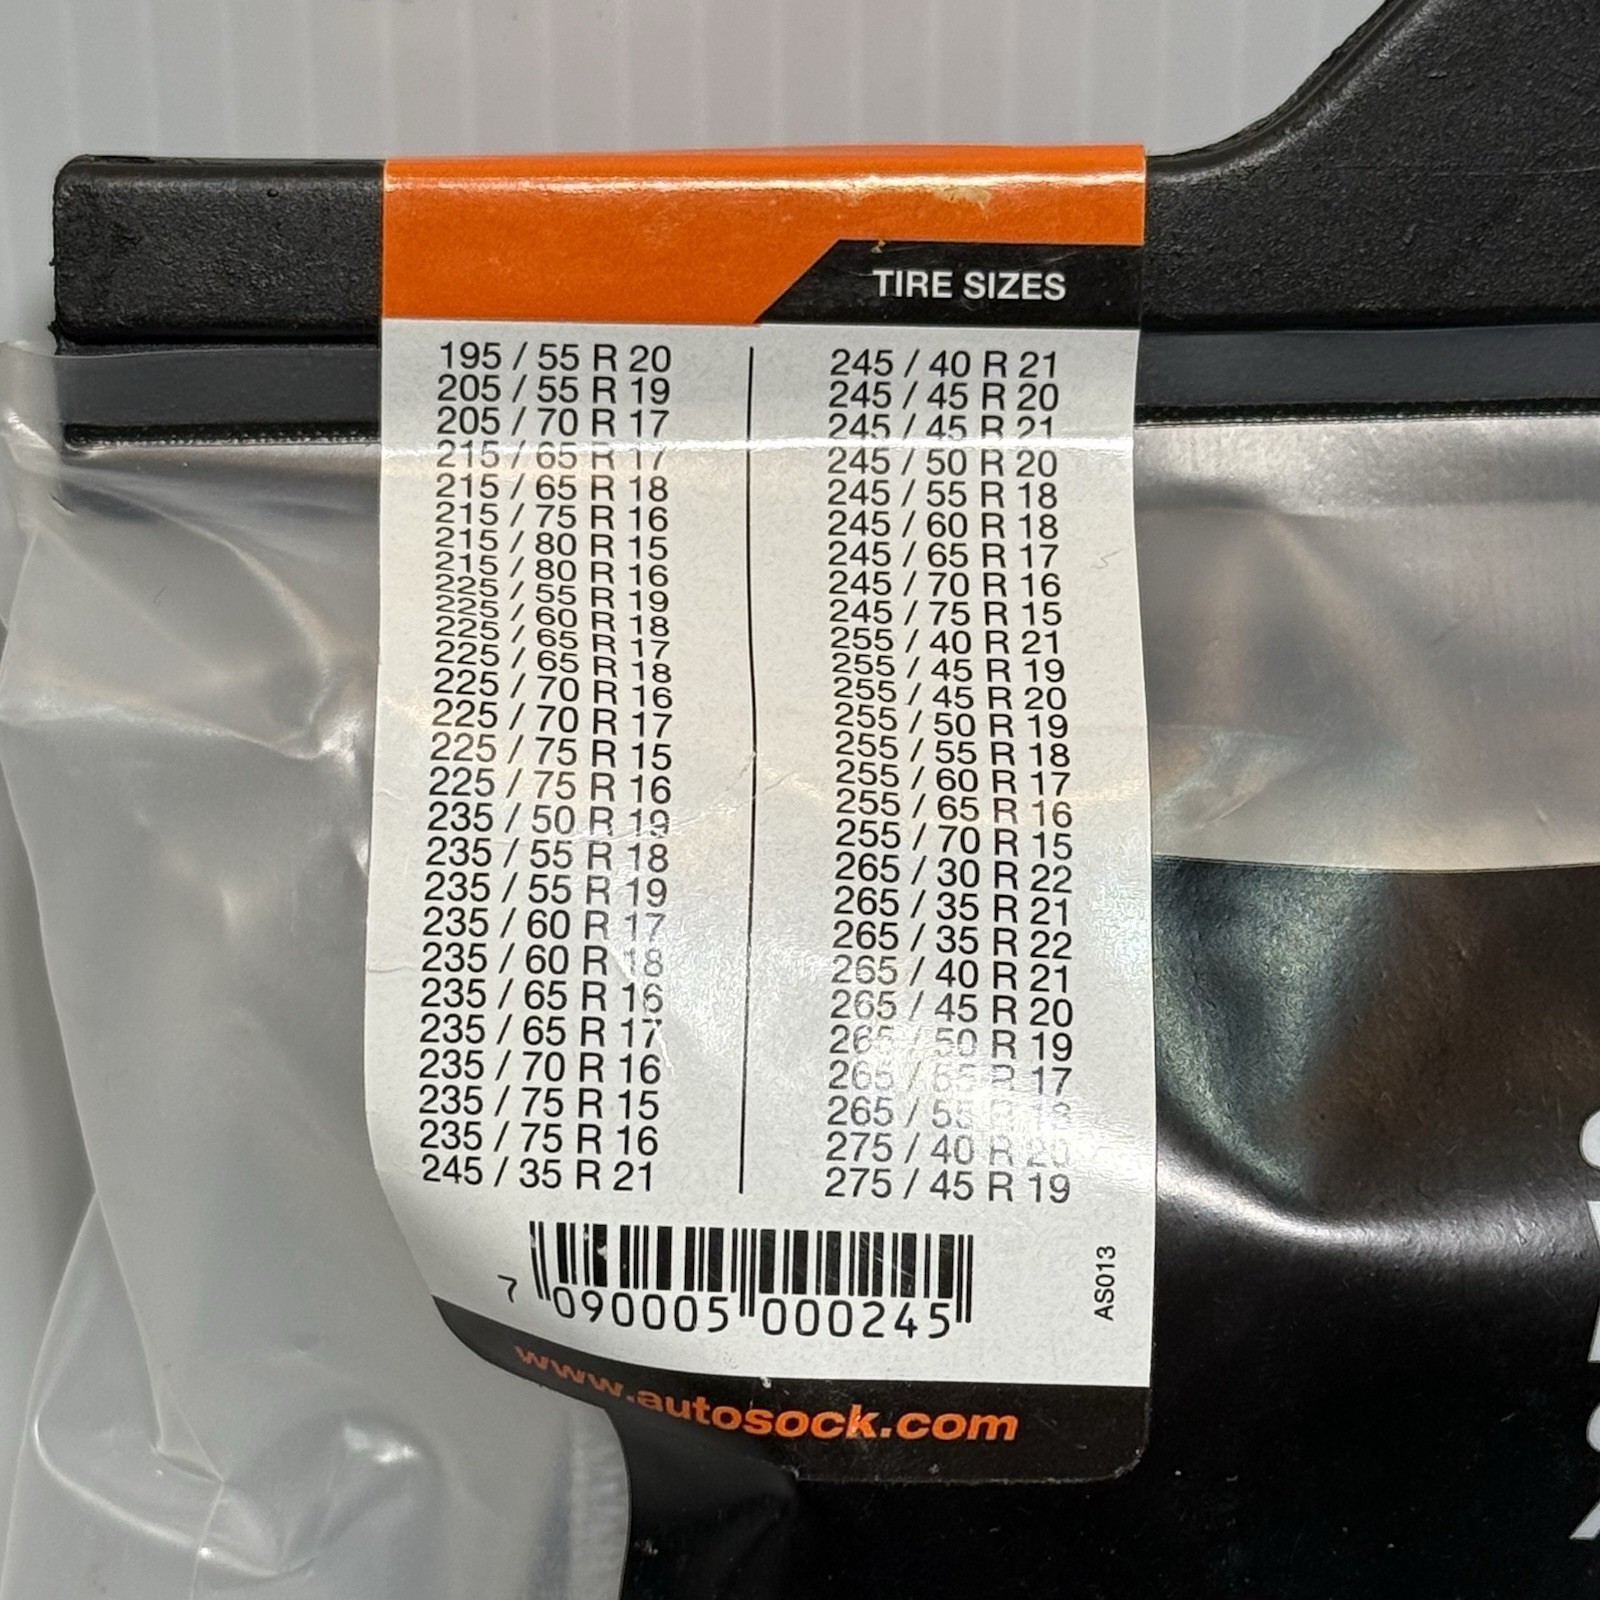 TIRE SIZES
195 / 55 R 20
205 / 55 R 19
205 / 70 R 17
215 / 65 R 17
215 / 65 R 18
215 / 75 R 16
215 / 80 R 15
215 / 80 R 16
225 / 55 R 19
225 / 60 R 18
225 / 65 R 17
225 / 65 R 18
225 / 70 R 16
225 / 70 R 17
225 / 75 R 15
225 / 75 R 16
235 / 50 R 19
235 / 55 R 18
235 / 55 R 19
235 / 60 R 17
235 / 60 R 18
235 / 65 R 16
235 / 65 R 17
235 / 70 R 16
235 / 75 R 15
235 / 75 R 16
245 / 35 R 21
245 / 40 R 21
245 / 45 R 20
245 / 45 R 21
245 / 50 R 20
245 / 55 R 18
245 / 60 R 18
245 / 65 R 17
245 / 70 R 16
245 / 75 R 15
255 / 40 R 21
255 / 45 R 19
255 / 45 R 20
255 / 50 R 19
255 / 55 R 18
255 / 60 R 17
255 / 65 R 16
255 / 70 R 15
265 / 30 R 22
265 / 35 R 21
265 / 35 R 22
265 / 40 R 21
265 / 45 R 20
265 / 50 R 19
265 / R 17
265 /
275 / 40 R 20
275 / 45 R 19
7 090005 000245
AS013
www.autosock.com